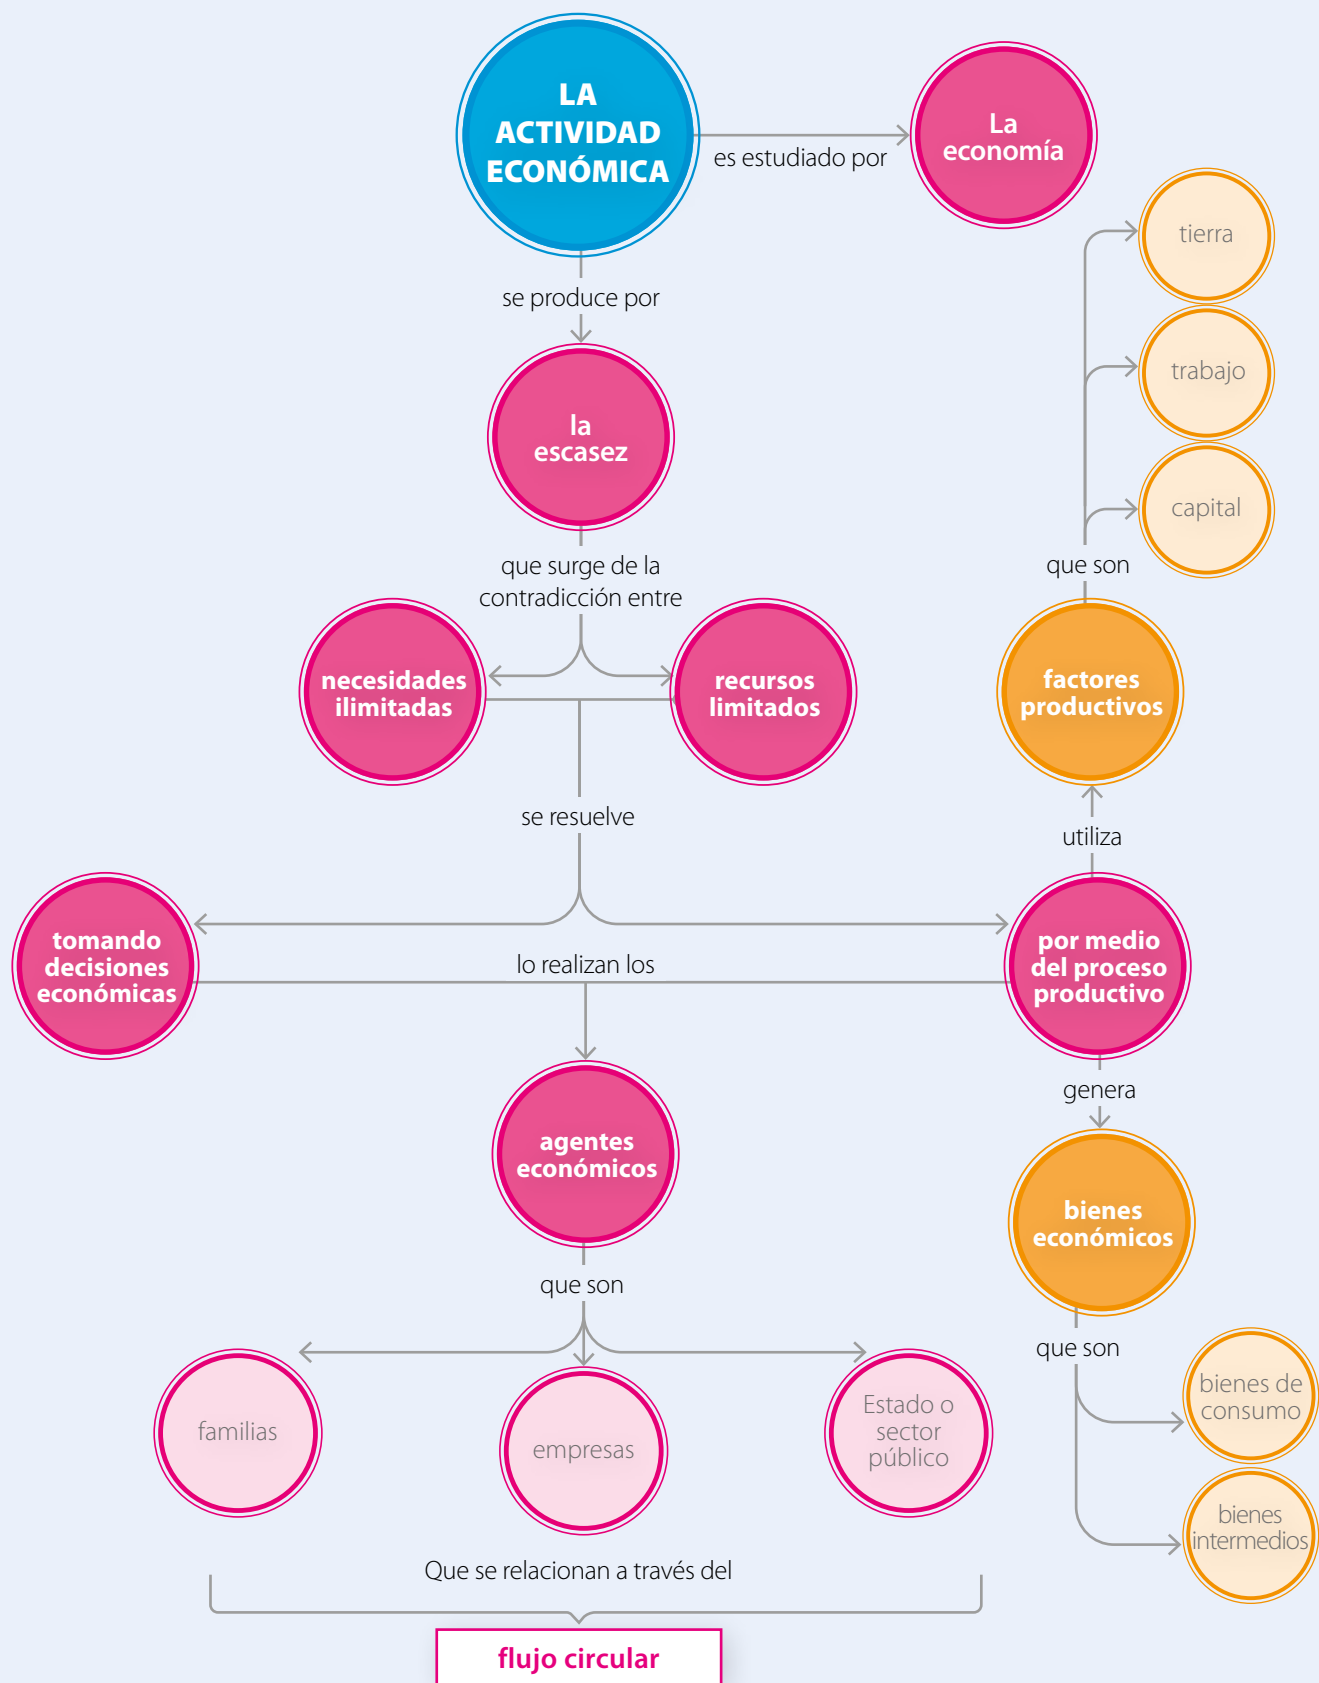 LA
ACTIVIDAD
ECONÓMICA
es estudiado por
La
economía
se produce por
la
escasez
que surge de la
contradicción entre
necesidades
ilimitadas
recursos
limitados
se resuelve
tomando
decisiones
económicas
por medio
del proceso
productivo
utiliza
factores
productivos
que son
tierra
trabajo
capital
lo realizan los
agentes
económicos
genera
bienes
económicos
que son
bienes de
consumo
bienes
intermedios
que son
familias
empresas
Estado o
sector
público
Que se relacionan a través del
flujo circular